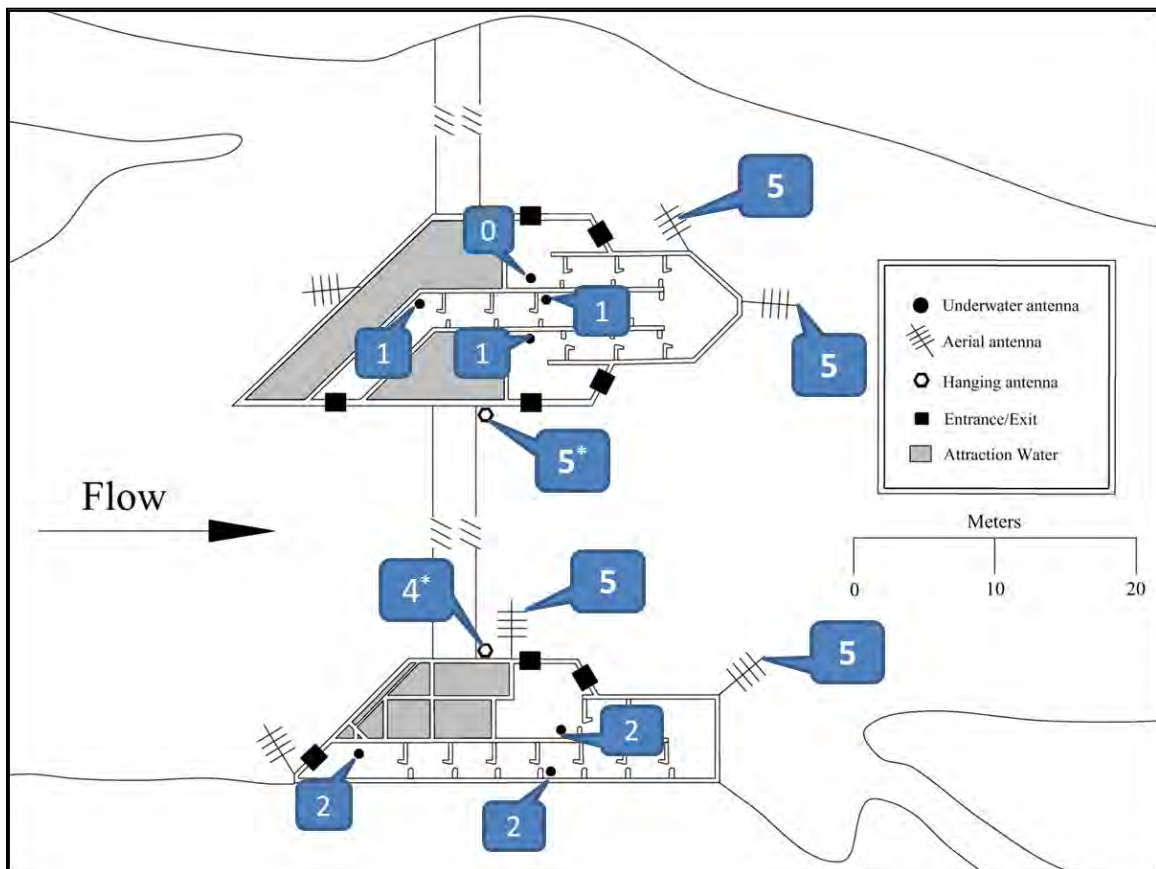 5
0
1
1
1
5
5*
Underwater antenna
Aerial antenna
Hanging antenna
Entrance/Exit
Attraction Water
Flow
Meters
0 10 20
4*
5
5
2
2
2